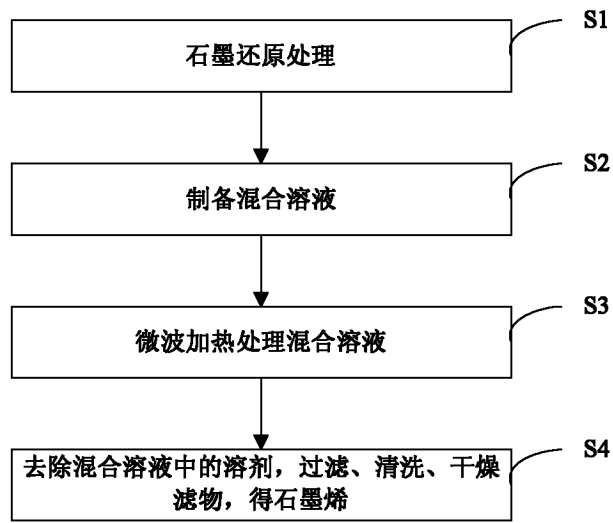 S1
石墨还原处理
S2
制备混合溶液
S3
微波加热处理混合溶液
S4
去除混合溶液中的溶剂，过滤、清洗、干燥
滤物，得石墨烯